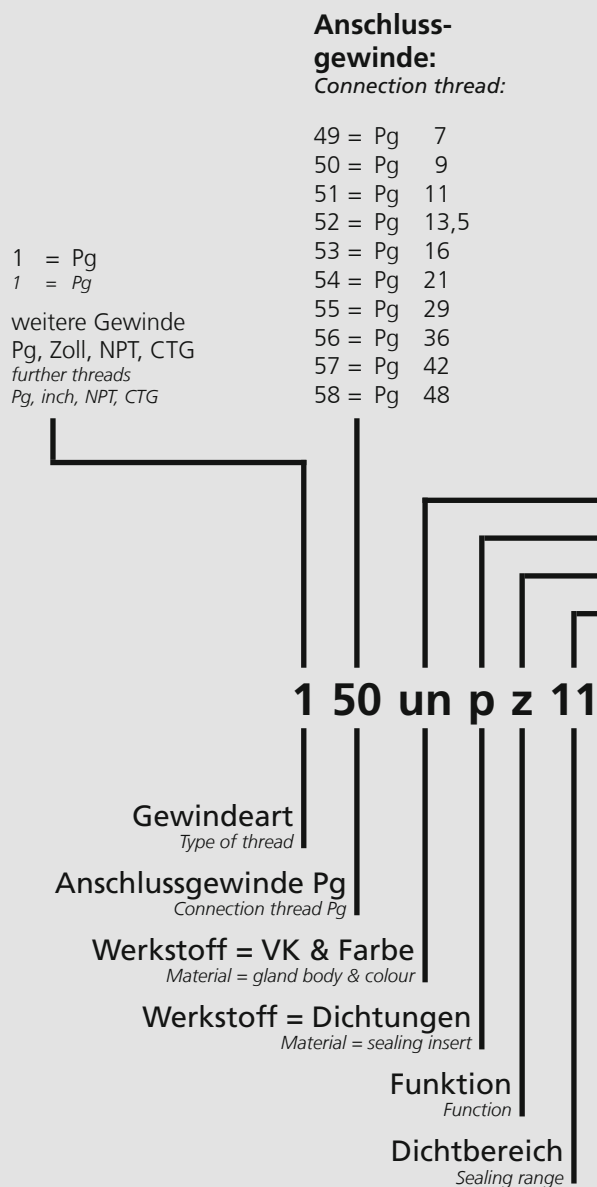 Anschluss-
gewinde:
Connection thread:
49 = Pg 7
50 = Pg 9
51 = Pg 11
52 = Pg 13,5
53 = Pg 16
54 = Pg 21
55 = Pg 29
56 = Pg 36
57 = Pg 42
58 = Pg 48
1 = Pg
1 = Pg
weitere Gewinde
Pg, Zoll, NPT, CTG
further threads
Pg, inch, NPT, CTG
1 50 un p z 11
Gewindeart
Type of thread
Anschlussgewinde Pg
Connection thread Pg
Werkstoff = VK & Farbe
Material = gland body & colour
Werkstoff = Dichtungen
Material = sealing insert
Funktion
Function
Dichtbereich
Sealing range